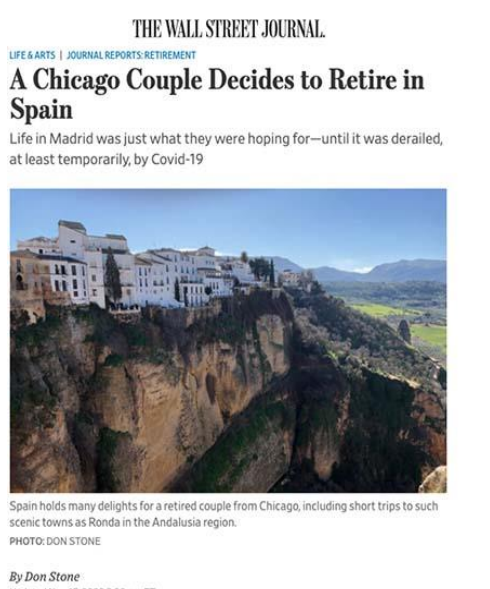 THE WALL STREET JOURNAL.
LIFE & ARTS | JOURNAL REPORTS: RETIREMENT
A Chicago Couple Decides to Retire in
Spain
Life in Madrid was just what they were hoping for—until it was derailed,
at least temporarily, by Covid-19
Spain holds many delights for a retired couple from Chicago, including short trips to such
scenic towns as Ronda in the Andalusia region.
PHOTO: DON STONE
By Don Stone